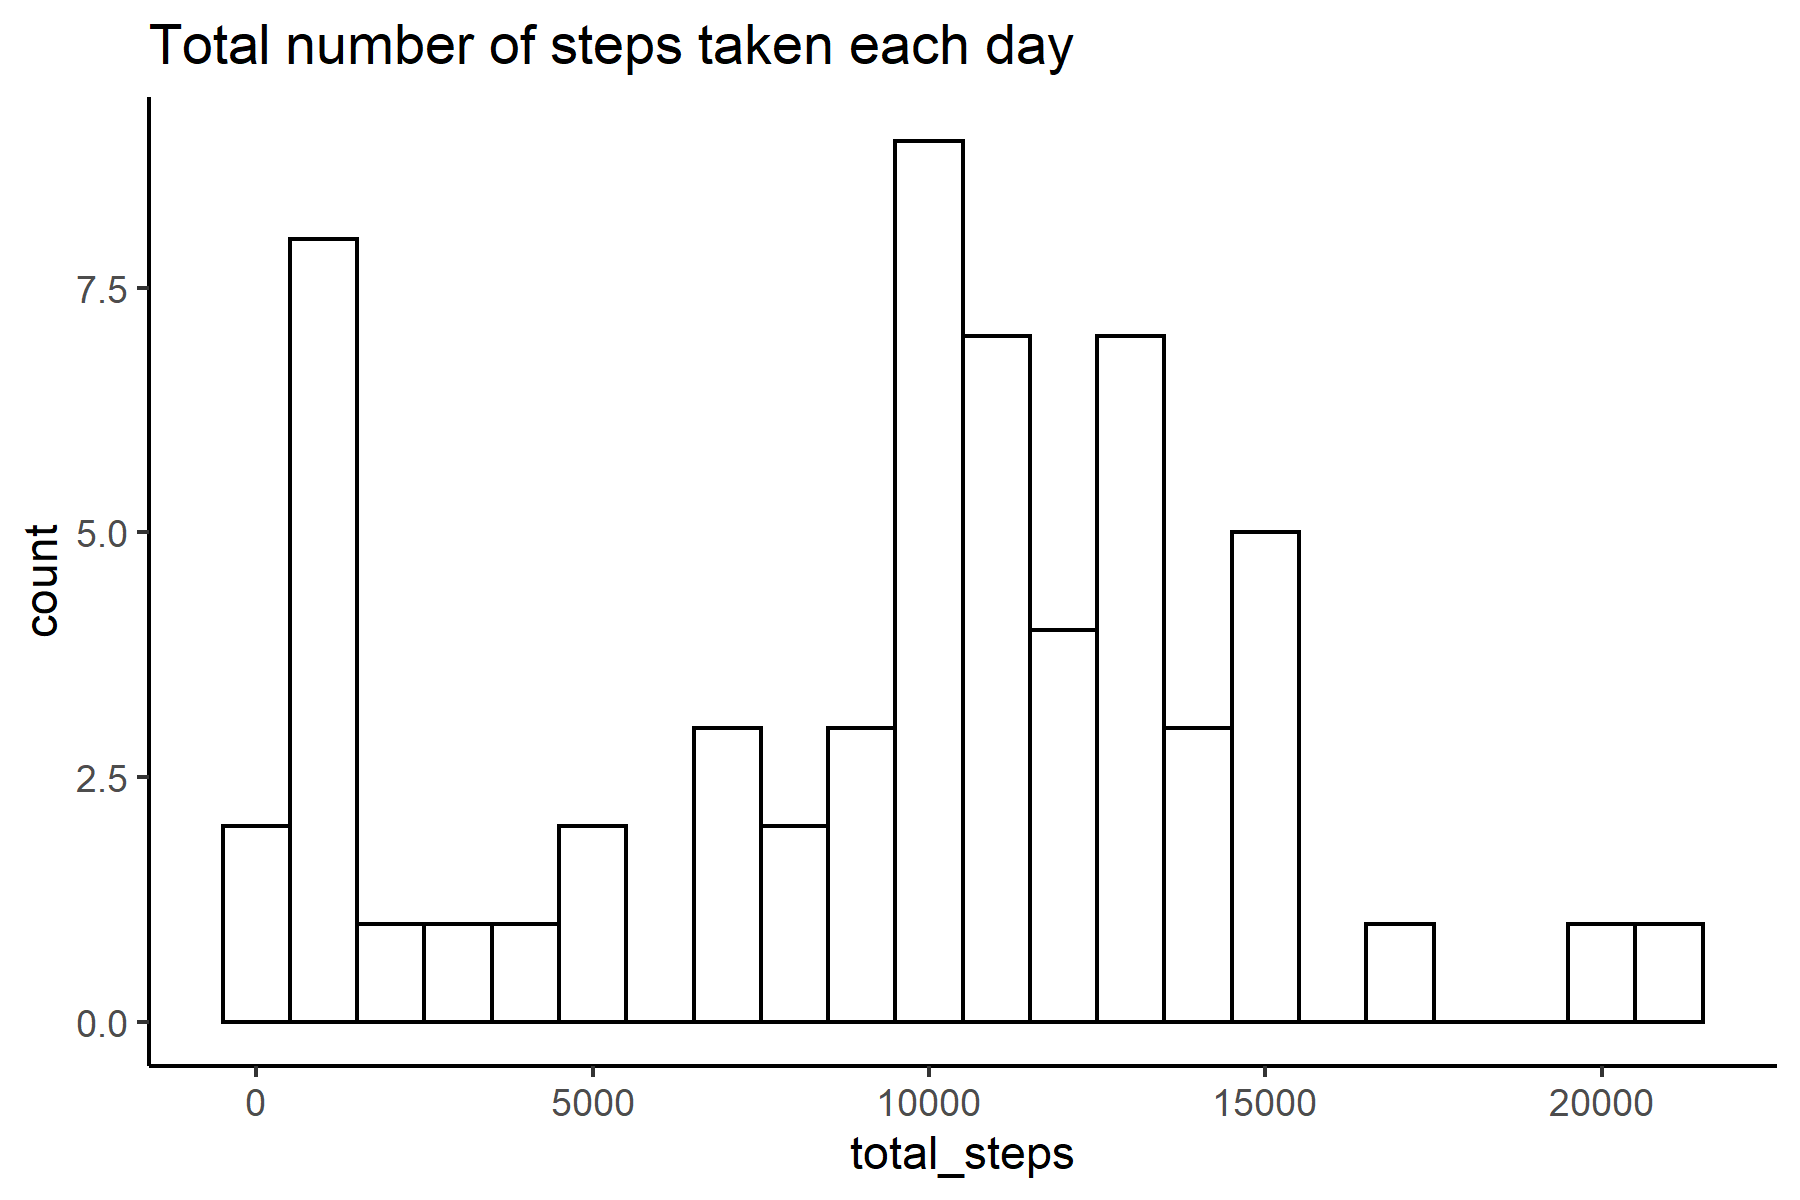 Total number of steps taken each day
count
7.5
5.0
2.5
0.0
0 5000 10000 15000 20000
total_steps